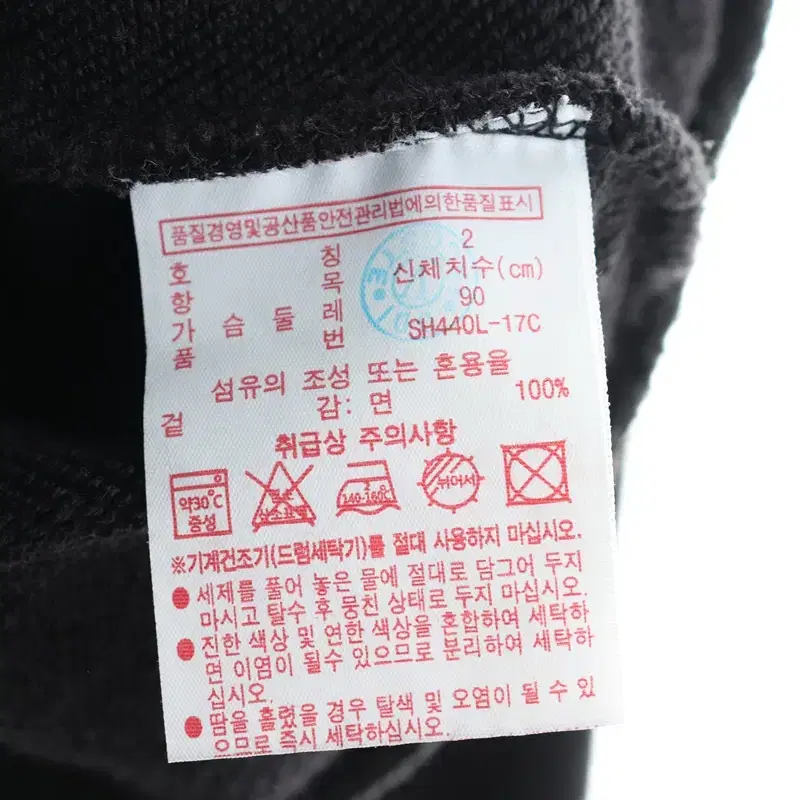 품질경영및공산품안전관리법에의한품질표시
호 칭 2
항 목 신체치수(cm)
가 슴 둘 레 90
품 번 SH440L-17C
섬유의 조성 또는 혼용율
겉 감: 면 100%
취급상 주의사항
약30℃ 중성
염소표백
140-160℃
뉘어서
※기계건조기(드럼세탁기)를 절대 사용하지 마십시오.
● 세제를 풀어 놓은 물에 절대로 담그어 두지
마시고 탈수 후 뭉친 상태로 두지 마십시오.
● 진한 색상 및 연한 색상을 혼합하여 세탁하
면 이염이 될수 있으므로 분리하여 세탁하
십시오.
● 땀을 흘렸을 경우 탈색 및 오염이 될 수 있
으므로 즉시 세탁하십시오.